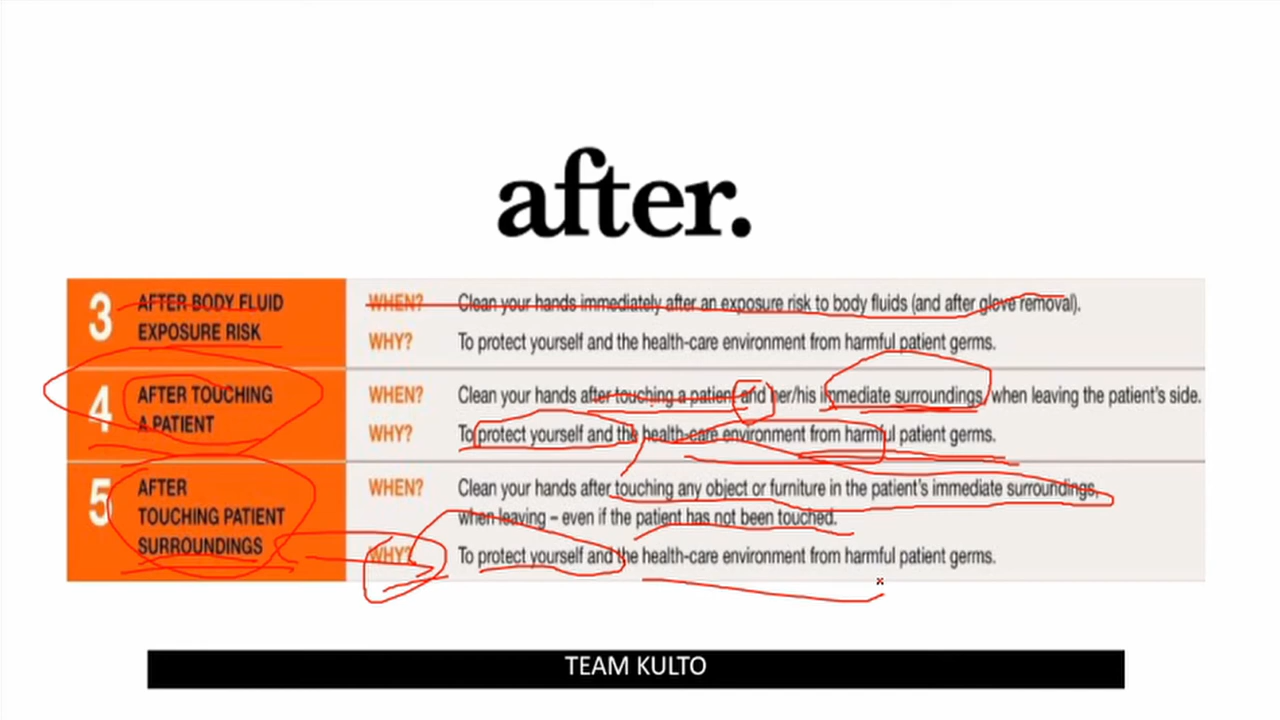 after.
3 AFTER BODY FLUID
EXPOSURE RISK
WHEN? Clean your hands immediately after an exposure risk to body fluids (and after glove removal).
WHY? To protect yourself and the health-care environment from harmful patient germs.
4 AFTER TOUCHING
A PATIENT
WHEN? Clean your hands after touching a patient and her/his immediate surroundings, when leaving the patient's side.
WHY? To protect yourself and the health-care environment from harmful patient germs.
5 AFTER
TOUCHING PATIENT
SURROUNDINGS
WHEN? Clean your hands after touching any object or furniture in the patient's immediate surroundings,
when leaving – even if the patient has not been touched.
WHY? To protect yourself and the health-care environment from harmful patient germs.
TEAM KULTO